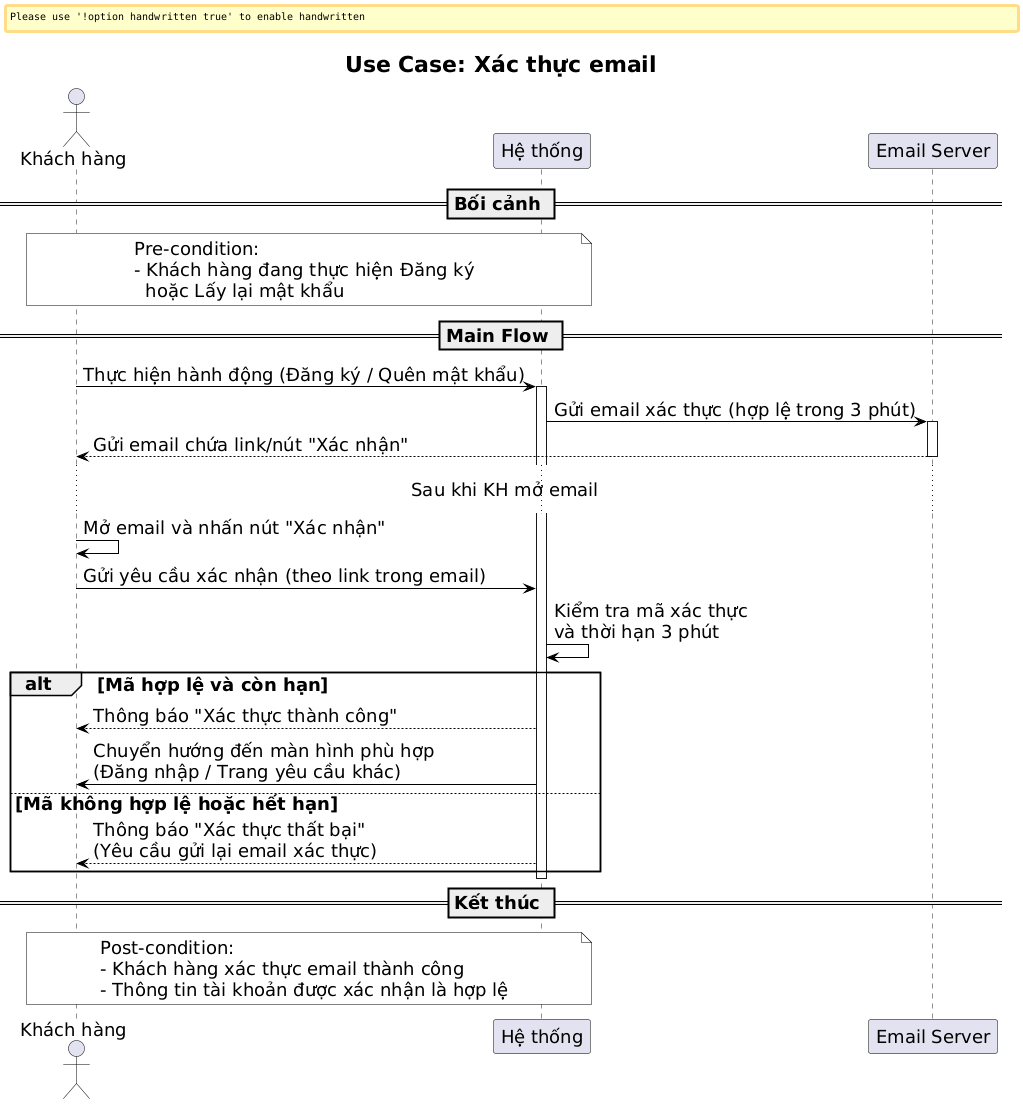 Please use '!option handwritten true' to enable handwritten
Use Case: Xác thực email
Khách hàng
Hệ thống
Email Server
Bối cảnh
Pre-condition:
- Khách hàng đang thực hiện Đăng ký
hoặc Lấy lại mật khẩu
Main Flow
Thực hiện hành động (Đăng ký / Quên mật khẩu)
Gửi email xác thực (hợp lệ trong 3 phút)
Gửi email chứa link/nút "Xác nhận"
Sau khi KH mở email
Mở email và nhấn nút "Xác nhận"
Gửi yêu cầu xác nhận (theo link trong email)
Kiểm tra mã xác thực
và thời hạn 3 phút
alt
[Mã hợp lệ và còn hạn]
Thông báo "Xác thực thành công"
Chuyển hướng đến màn hình phù hợp
(Đăng nhập / Trang yêu cầu khác)
[Mã không hợp lệ hoặc hết hạn]
Thông báo "Xác thực thất bại"
(Yêu cầu gửi lại email xác thực)
Kết thúc
Post-condition:
- Khách hàng xác thực email thành công
- Thông tin tài khoản được xác nhận là hợp lệ
Khách hàng
Hệ thống
Email Server